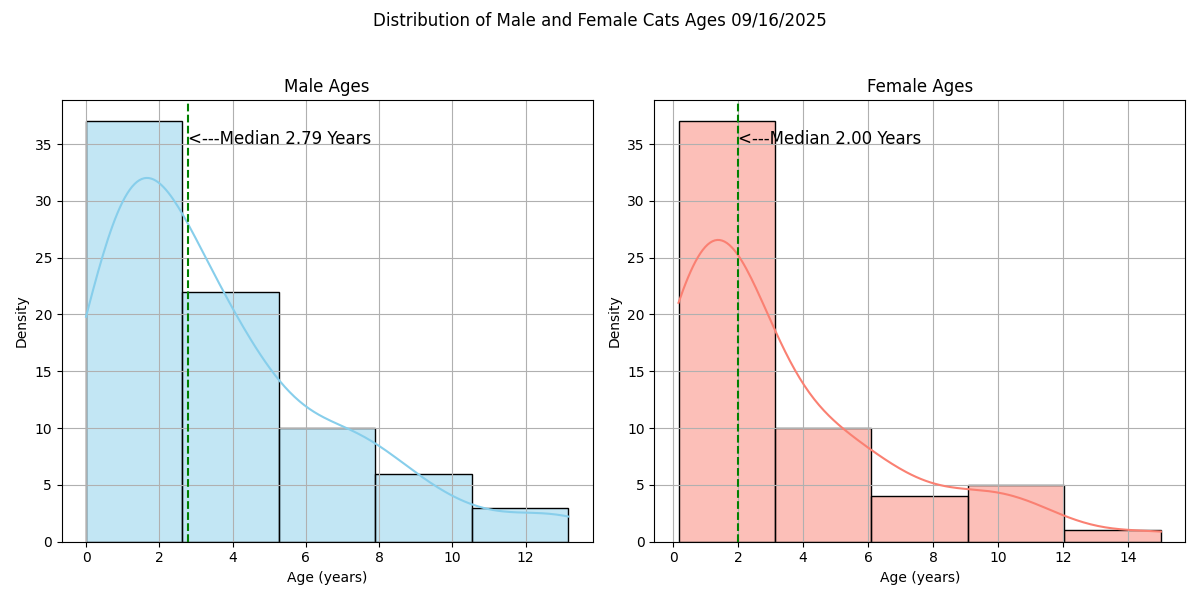 Distribution of Male and Female Cats Ages 09/16/2025
Male Ages
<---Median 2.79 Years
Density
35
30
25
20
15
10
5
0
0 2 4 6 8 10 12
Age (years)
Female Ages
<---Median 2.00 Years
Density
35
30
25
20
15
10
5
0
0 2 4 6 8 10 12 14
Age (years)